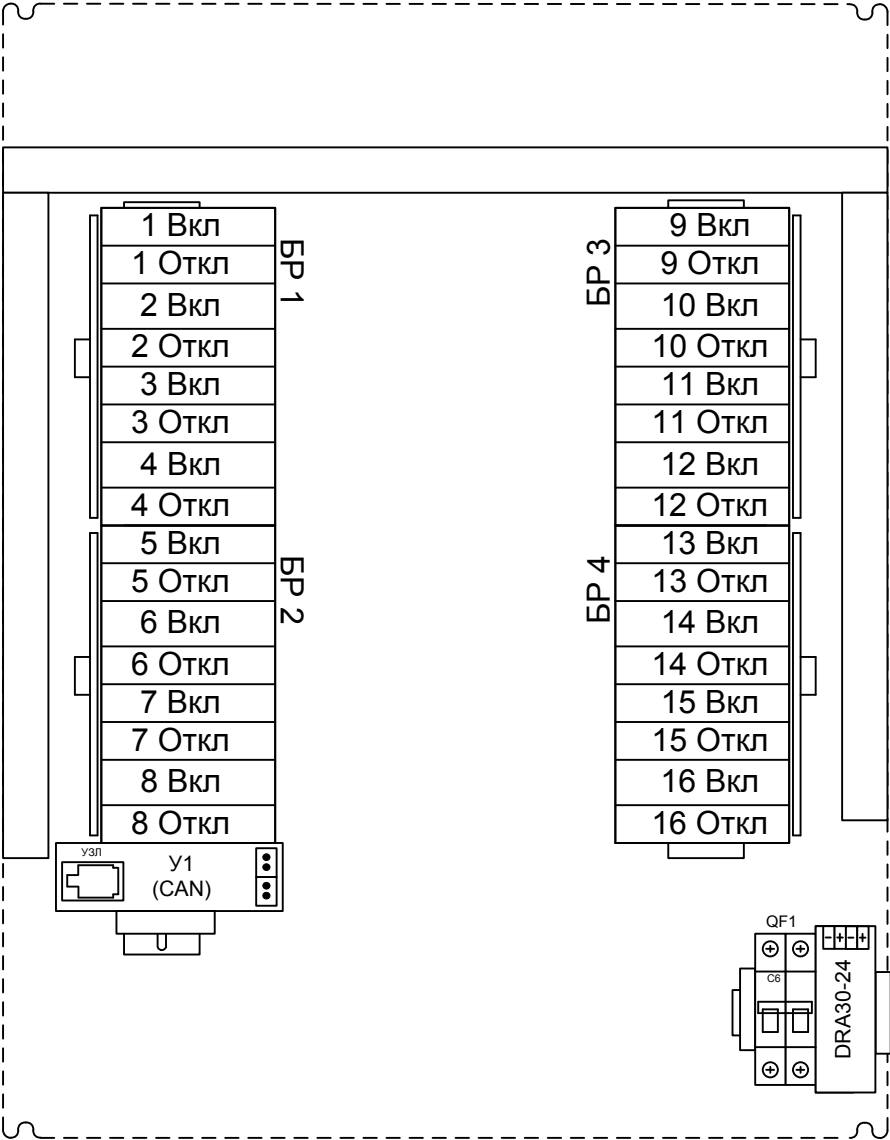 1 Вкл
1 Откл
2 Вкл
2 Откл
3 Вкл
3 Откл
4 Вкл
4 Откл
БР 1
5 Вкл
5 Откл
6 Вкл
6 Откл
7 Вкл
7 Откл
8 Вкл
8 Откл
БР 2
УЗЛ
У1
(CAN)
БР 3
9 Вкл
9 Откл
10 Вкл
10 Откл
11 Вкл
11 Откл
12 Вкл
12 Откл
БР 4
13 Вкл
13 Откл
14 Вкл
14 Откл
15 Вкл
15 Откл
16 Вкл
16 Откл
QF1
C6
-+-+
DRA30-24